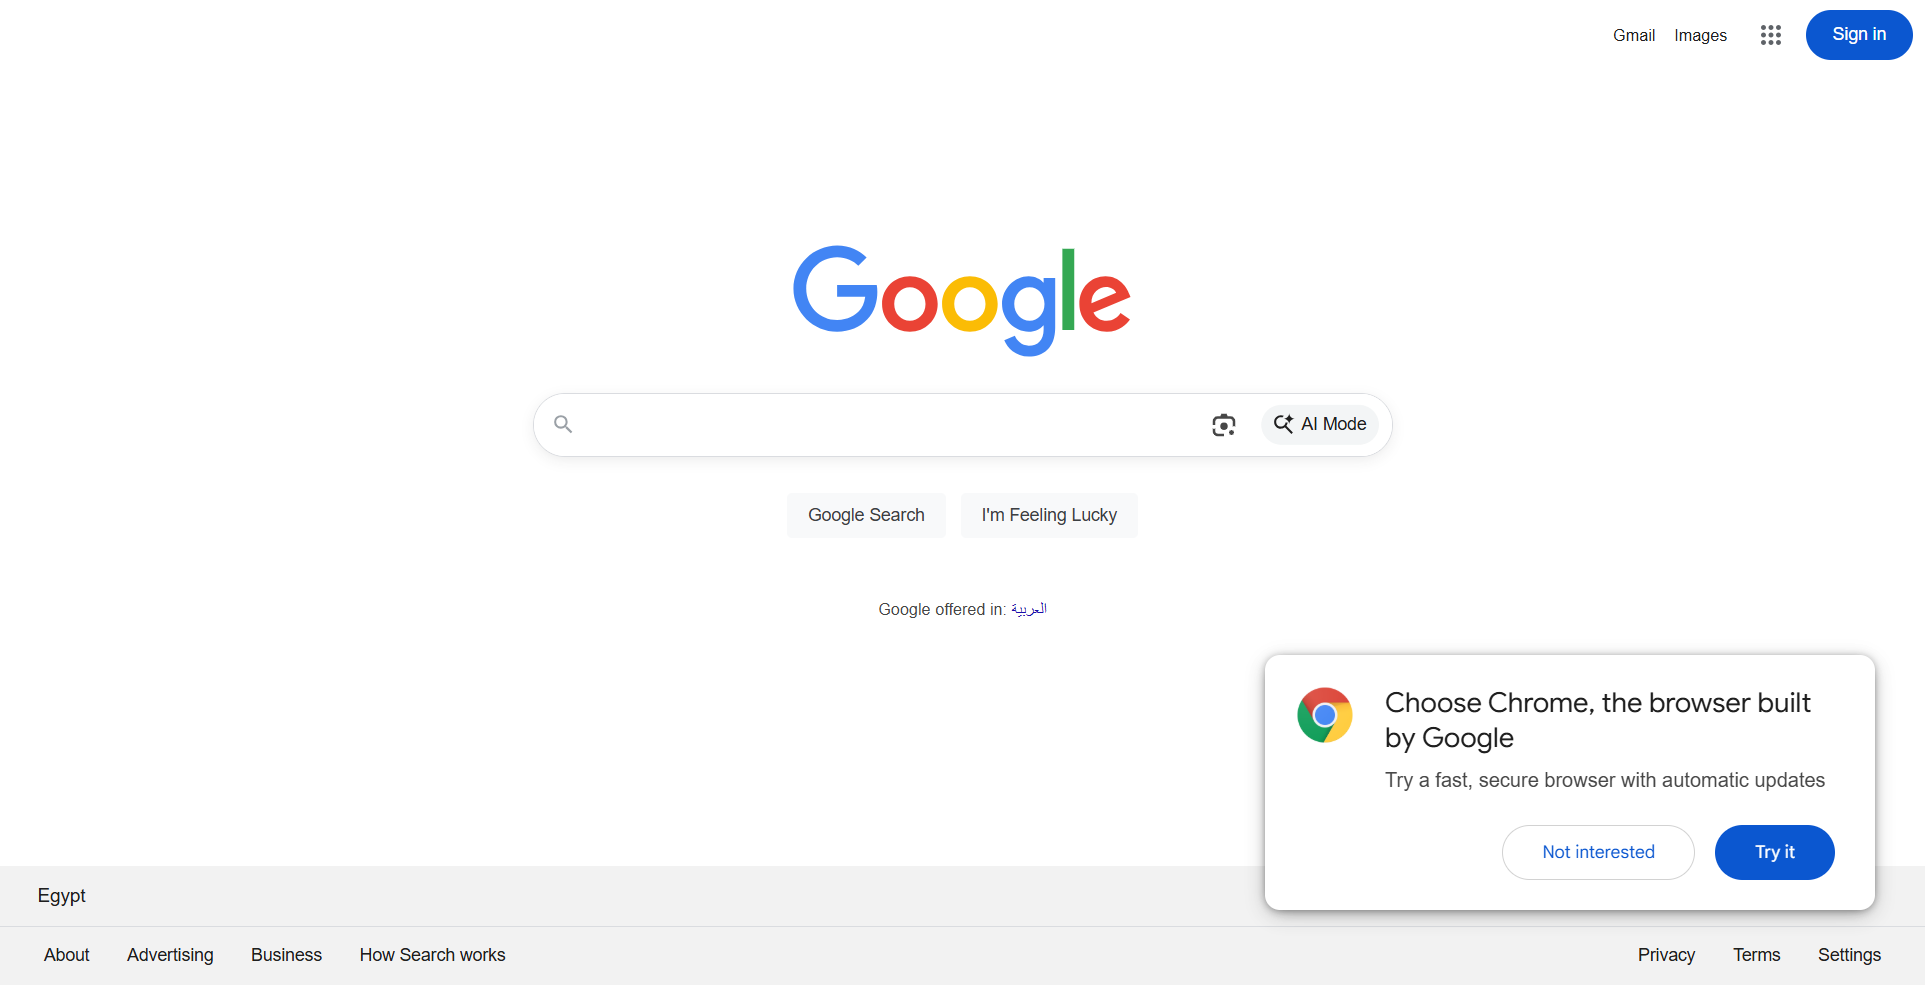 Gmail Images Sign in
Google
AI Mode
Google Search I'm Feeling Lucky
Google offered in: العربية
Choose Chrome, the browser built
by Google
Try a fast, secure browser with automatic updates
Not interested Try it
Egypt
About Advertising Business How Search works Privacy Terms Settings